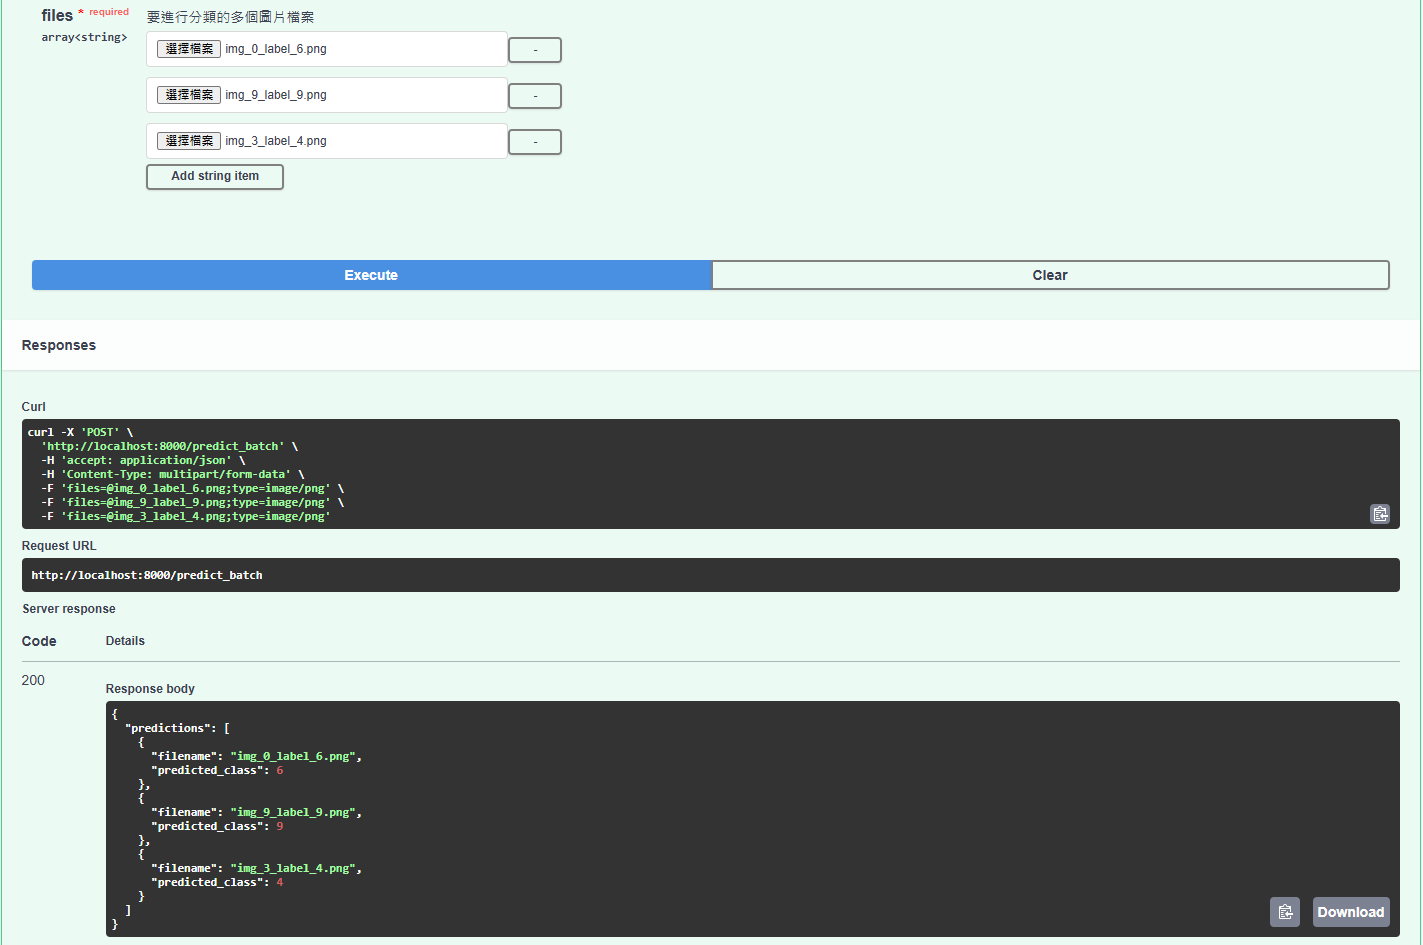 files * required
要進行分類的多個圖片檔案
array<string>
選擇檔案 img_0_label_6.png -
選擇檔案 img_9_label_9.png -
選擇檔案 img_3_label_4.png -
Add string item
Execute Clear
Responses
Curl
curl -X 'POST' \
  'http://localhost:8000/predict_batch' \
  -H 'accept: application/json' \
  -H 'Content-Type: multipart/form-data' \
  -F 'files=@img_0_label_6.png;type=image/png' \
  -F 'files=@img_9_label_9.png;type=image/png' \
  -F 'files=@img_3_label_4.png;type=image/png'
Request URL
http://localhost:8000/predict_batch
Server response
Code Details
200
Response body
{
  "predictions": [
    {
      "filename": "img_0_label_6.png",
      "predicted_class": 6
    },
    {
      "filename": "img_9_label_9.png",
      "predicted_class": 9
    },
    {
      "filename": "img_3_label_4.png",
      "predicted_class": 4
    }
  ]
}
Download